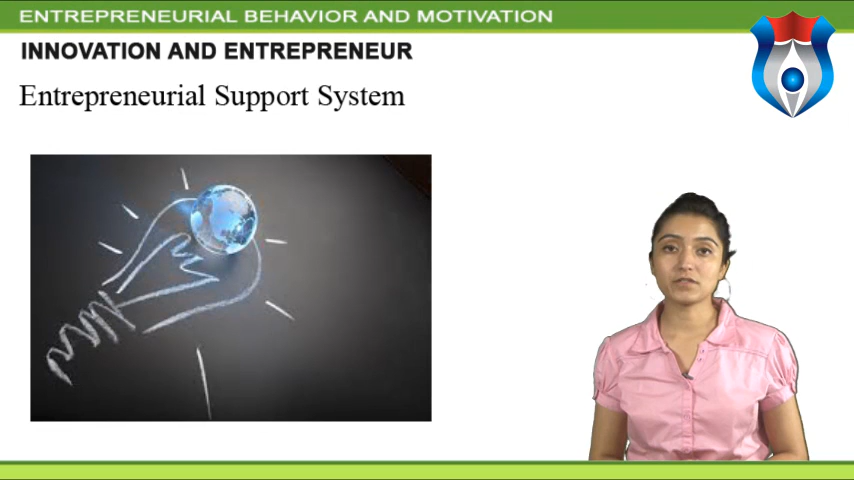 ENTREPRENEURIAL BEHAVIOR AND MOTIVATION
INNOVATION AND ENTREPRENEUR
Entrepreneurial Support System